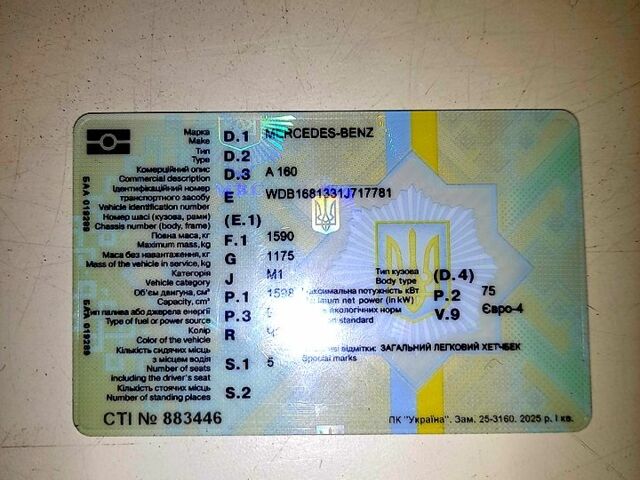 Марка
Make D.1 MERCEDES-BENZ
Тип
Type D.2
Комерційний опис
Commercial description D.3 A 160
Ідентифікаційний номер
транспортного засобу
Vehicle identification number E WDB1681331J717781
Номер шасі (кузова, рами)
Chassis number (body, frame) (E.1)
Повна маса, кг
Maximum mass, kg F.1 1590
Маса без навантаження, кг
Mass of the vehicle in service, kg G 1175
Категорія
Vehicle category J M1
Тип кузова
Body type (D.4)
Об'єм двигуна, см³
Capacity, cm³ P.1 1598
Максимальна потужність кВт
net power (in kW) P.2 75
Тип палива або джерела енергії
Type of fuel or power source P.3
екологічних норм
standard V.9 Євро-4
Колір
Color of the vehicle R
відмітки: ЗАГАЛЬНИЙ ЛЕГКОВИЙ ХЕТЧБЕК
Special marks
Кількість сидячих місць
з місцем водія
Number of seats
including the driver's seat S.1 5
Кількість стоячих місць
Number of standing places S.2
СТІ № 883446
ПК "Україна". Зам. 25-3160. 2025 р. І кв.
БАА 019289
БАА 019289